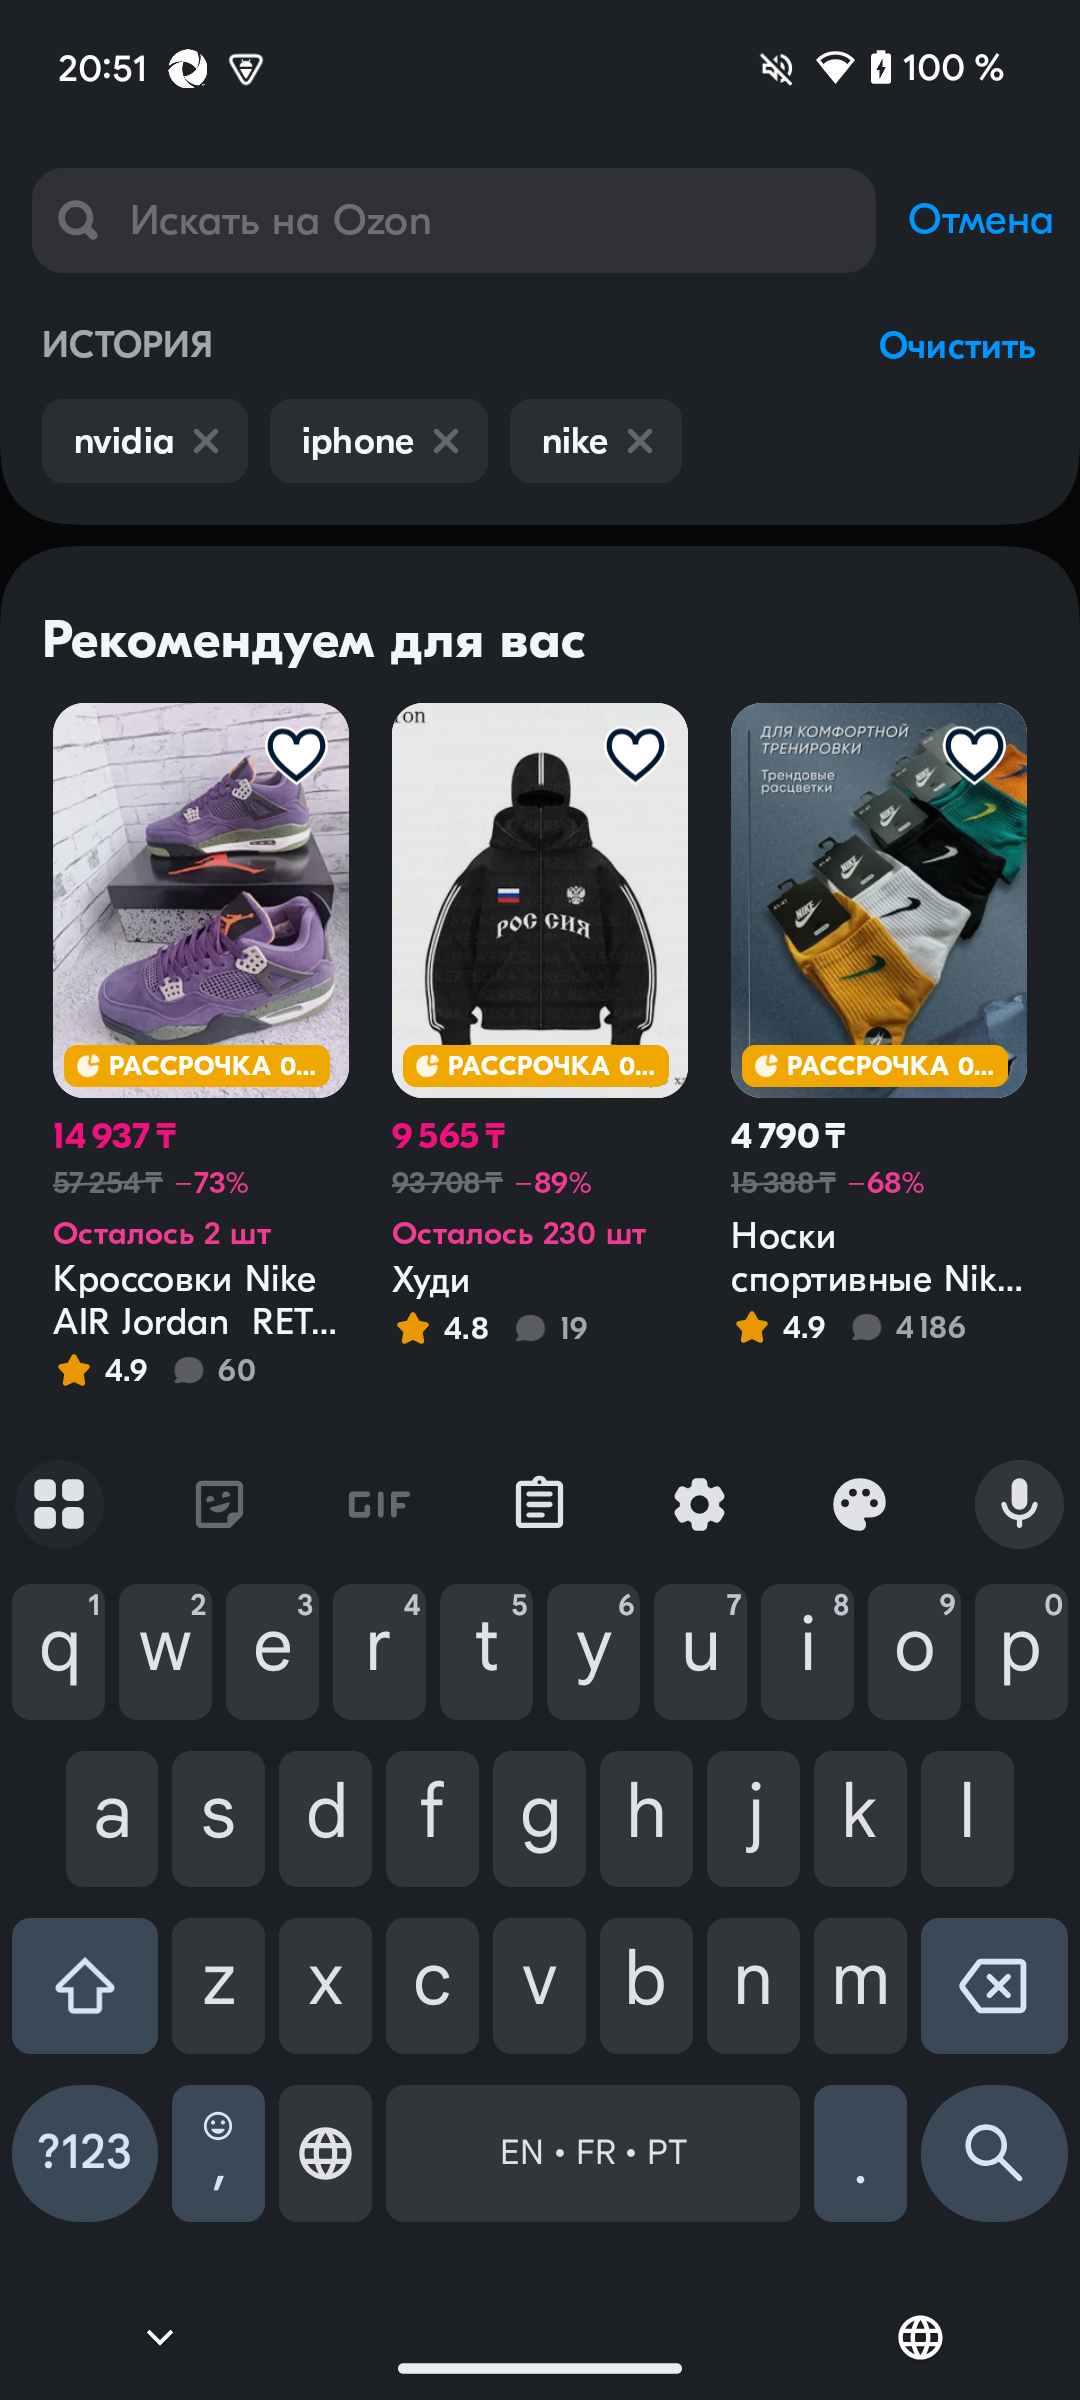 20:51
100 %
Искать на Ozon
Отмена
ИСТОРИЯ
Очистить
nvidia
iphone
nike
Рекомендуем для вас
РОССИЯ
ДЛЯ КОМФОРТНОЙ
ТРЕНИРОВКИ
Трендовые
расцветки
NIKE
NIKE
NIKE
РАССРОЧКА 0...
РАССРОЧКА 0...
РАССРОЧКА 0...
14 937 ₸
57 254 ₸ –73%
Осталось 2 шт
Кроссовки Nike
AIR Jordan RET...
4.9 60
9 565 ₸
93 708 ₸ –89%
Осталось 230 шт
Худи
4.8 19
4 790 ₸
15 388 ₸ –68%
Носки
спортивные Nik...
4.9 4 186
GIF
1 2 3 4 5 6 7 8 9 0
q w e r t y u i o p
a s d f g h j k l
z x c v b n m
?123 , EN • FR • PT .